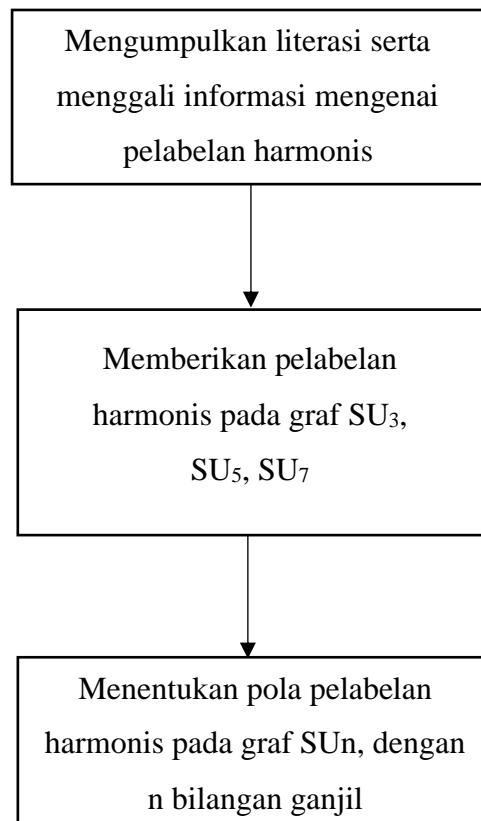 Mengumpulkan literasi serta
menggali informasi mengenai
pelabelan harmonis
Memberikan pelabelan
harmonis pada graf SU₃,
SU₅, SU₇
Menentukan pola pelabelan
harmonis pada graf SUn, dengan
n bilangan ganjil